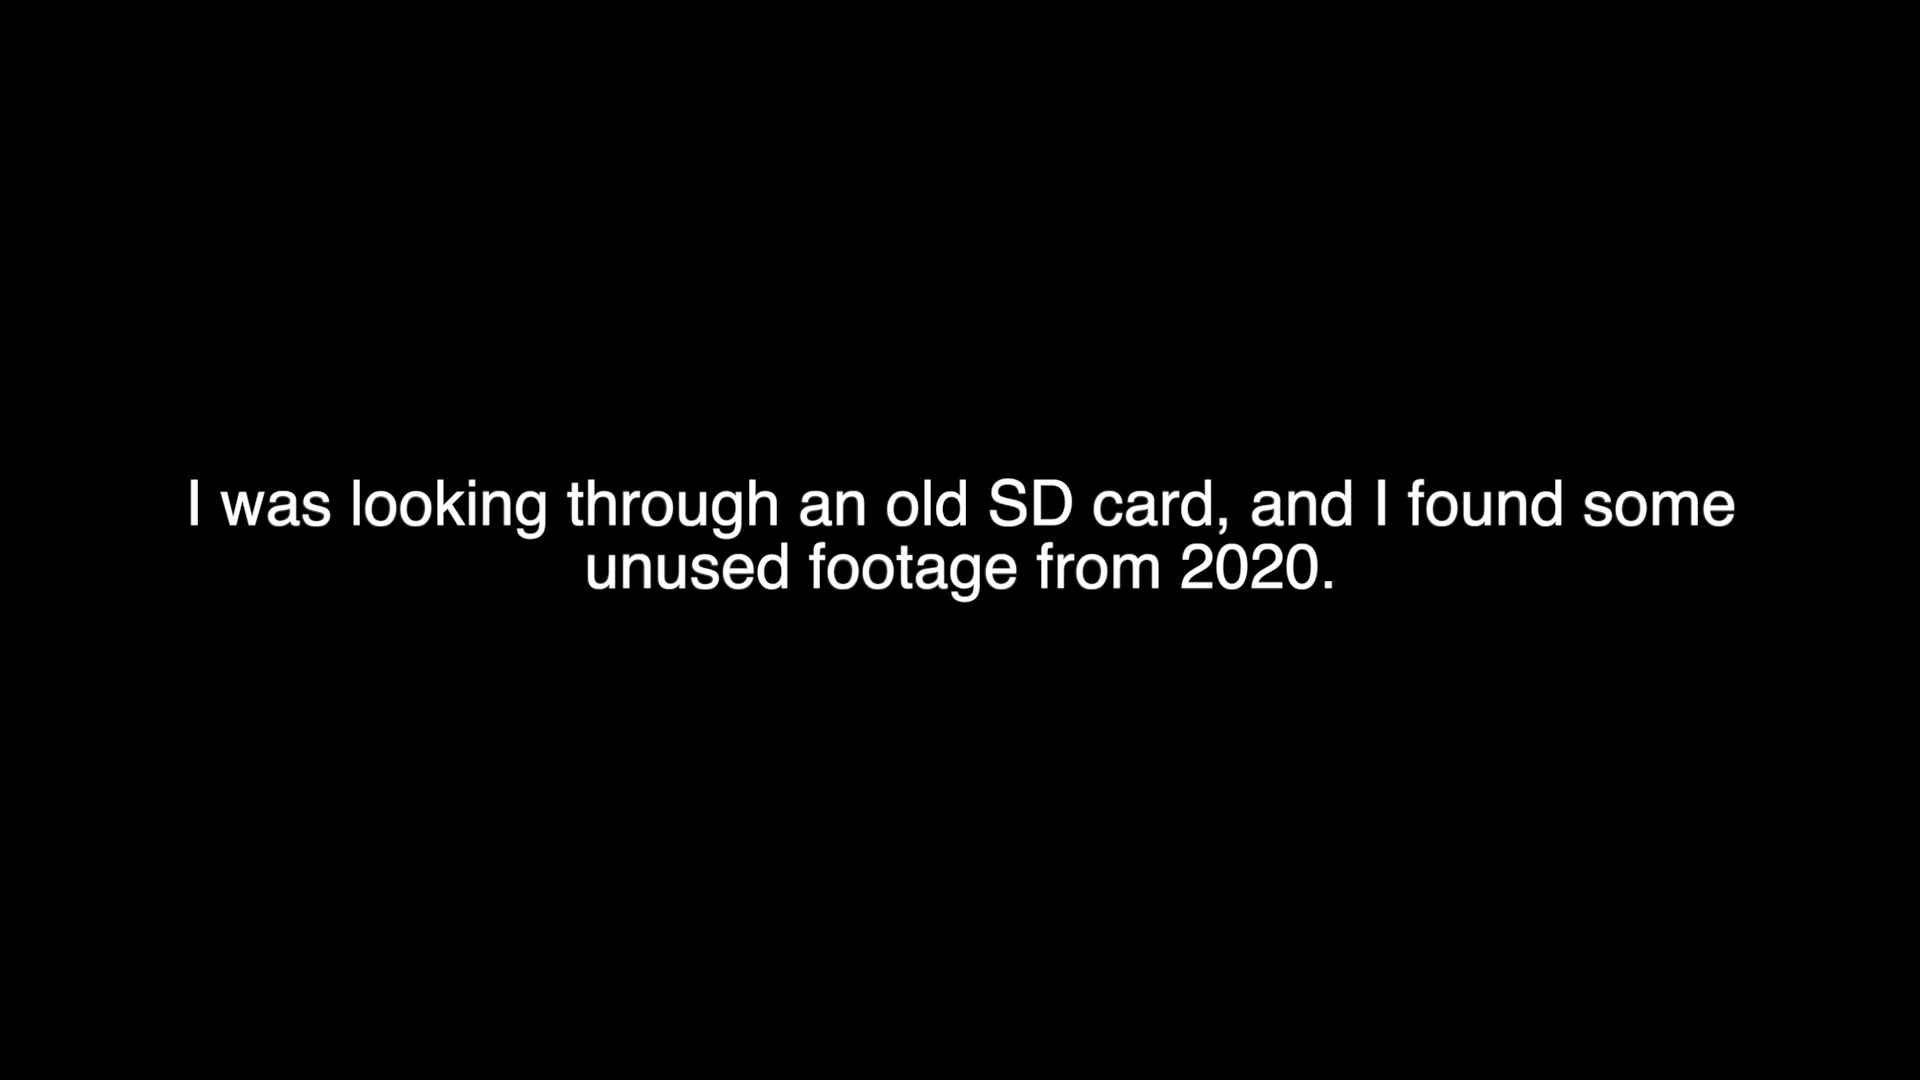 I was looking through an old SD card, and I found some
unused footage from 2020.